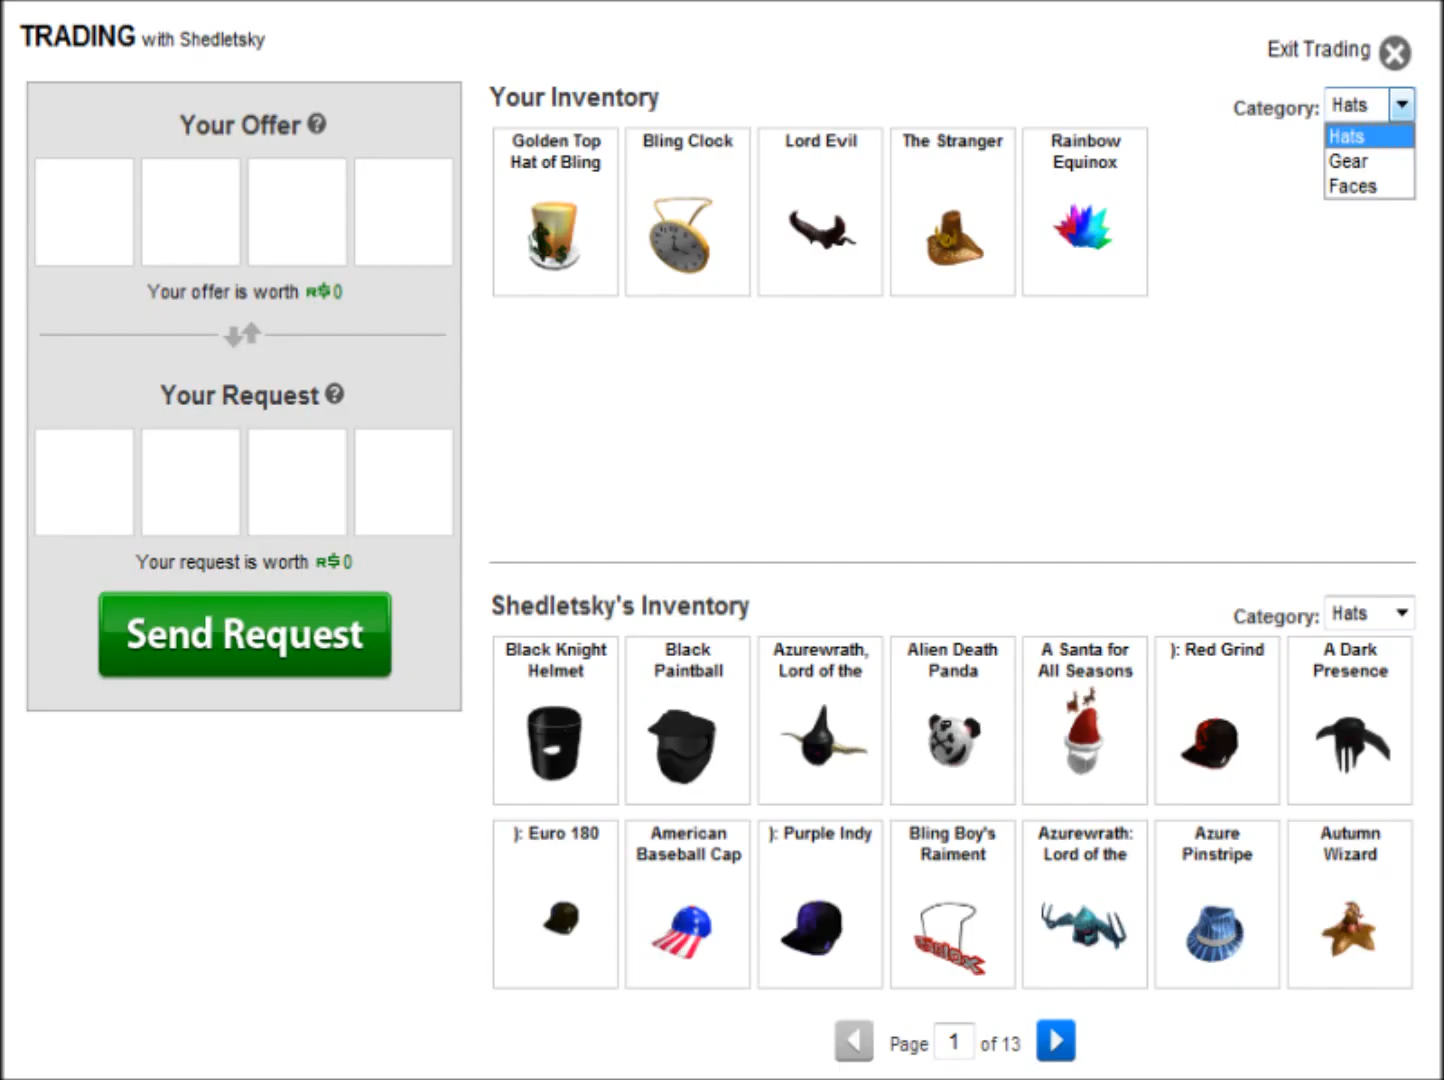 TRADING with Shedletsky
Exit Trading
Your Offer ?
Your offer is worth R$ 0
Your Request ?
Your request is worth R$ 0
Send Request
Your Inventory
Category: Hats
Hats
Gear
Faces
Golden Top
Hat of Bling
Bling Clock
Lord Evil
The Stranger
Rainbow
Equinox
Shedletsky's Inventory
Category: Hats
Black Knight
Helmet
Black
Paintball
Azurewrath,
Lord of the
Alien Death
Panda
A Santa for
All Seasons
): Red Grind
A Dark
Presence
): Euro 180
American
Baseball Cap
): Purple Indy
Bling Boy's
Raiment
Azurewrath:
Lord of the
Azure
Pinstripe
Autumn
Wizard
Page 1 of 13